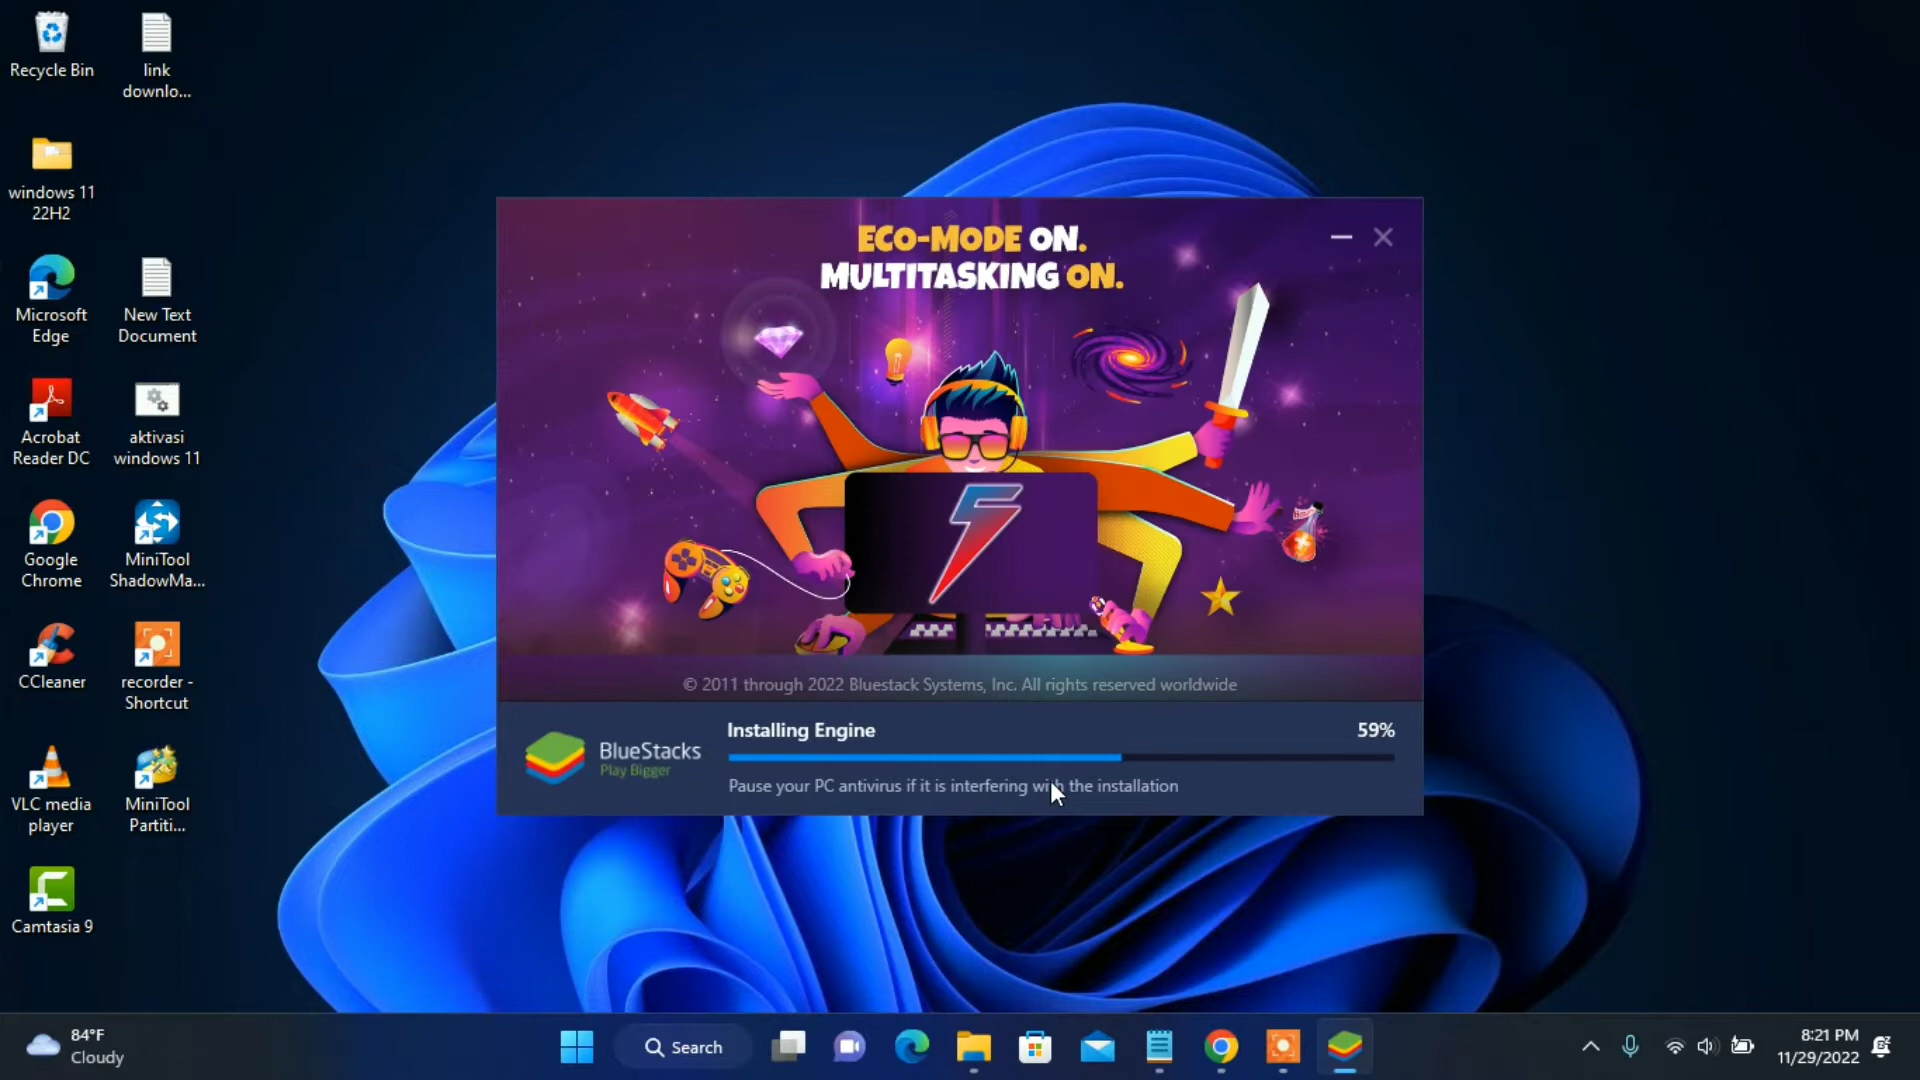 Recycle Bin
link
downlo...
windows 11
22H2
Microsoft
Edge
New Text
Document
Acrobat
Reader DC
aktivasi
windows 11
Google
Chrome
MiniTool
ShadowMa...
CCleaner
recorder -
Shortcut
VLC media
player
MiniTool
Partiti...
Camtasia 9
ECO-MODE ON.
MULTITASKING ON.
© 2011 through 2022 Bluestack Systems, Inc. All rights reserved worldwide
BlueStacks
Play Bigger
Installing Engine
59%
Pause your PC antivirus if it is interfering with the installation
84°F
Cloudy
Search
8:21 PM
11/29/2022